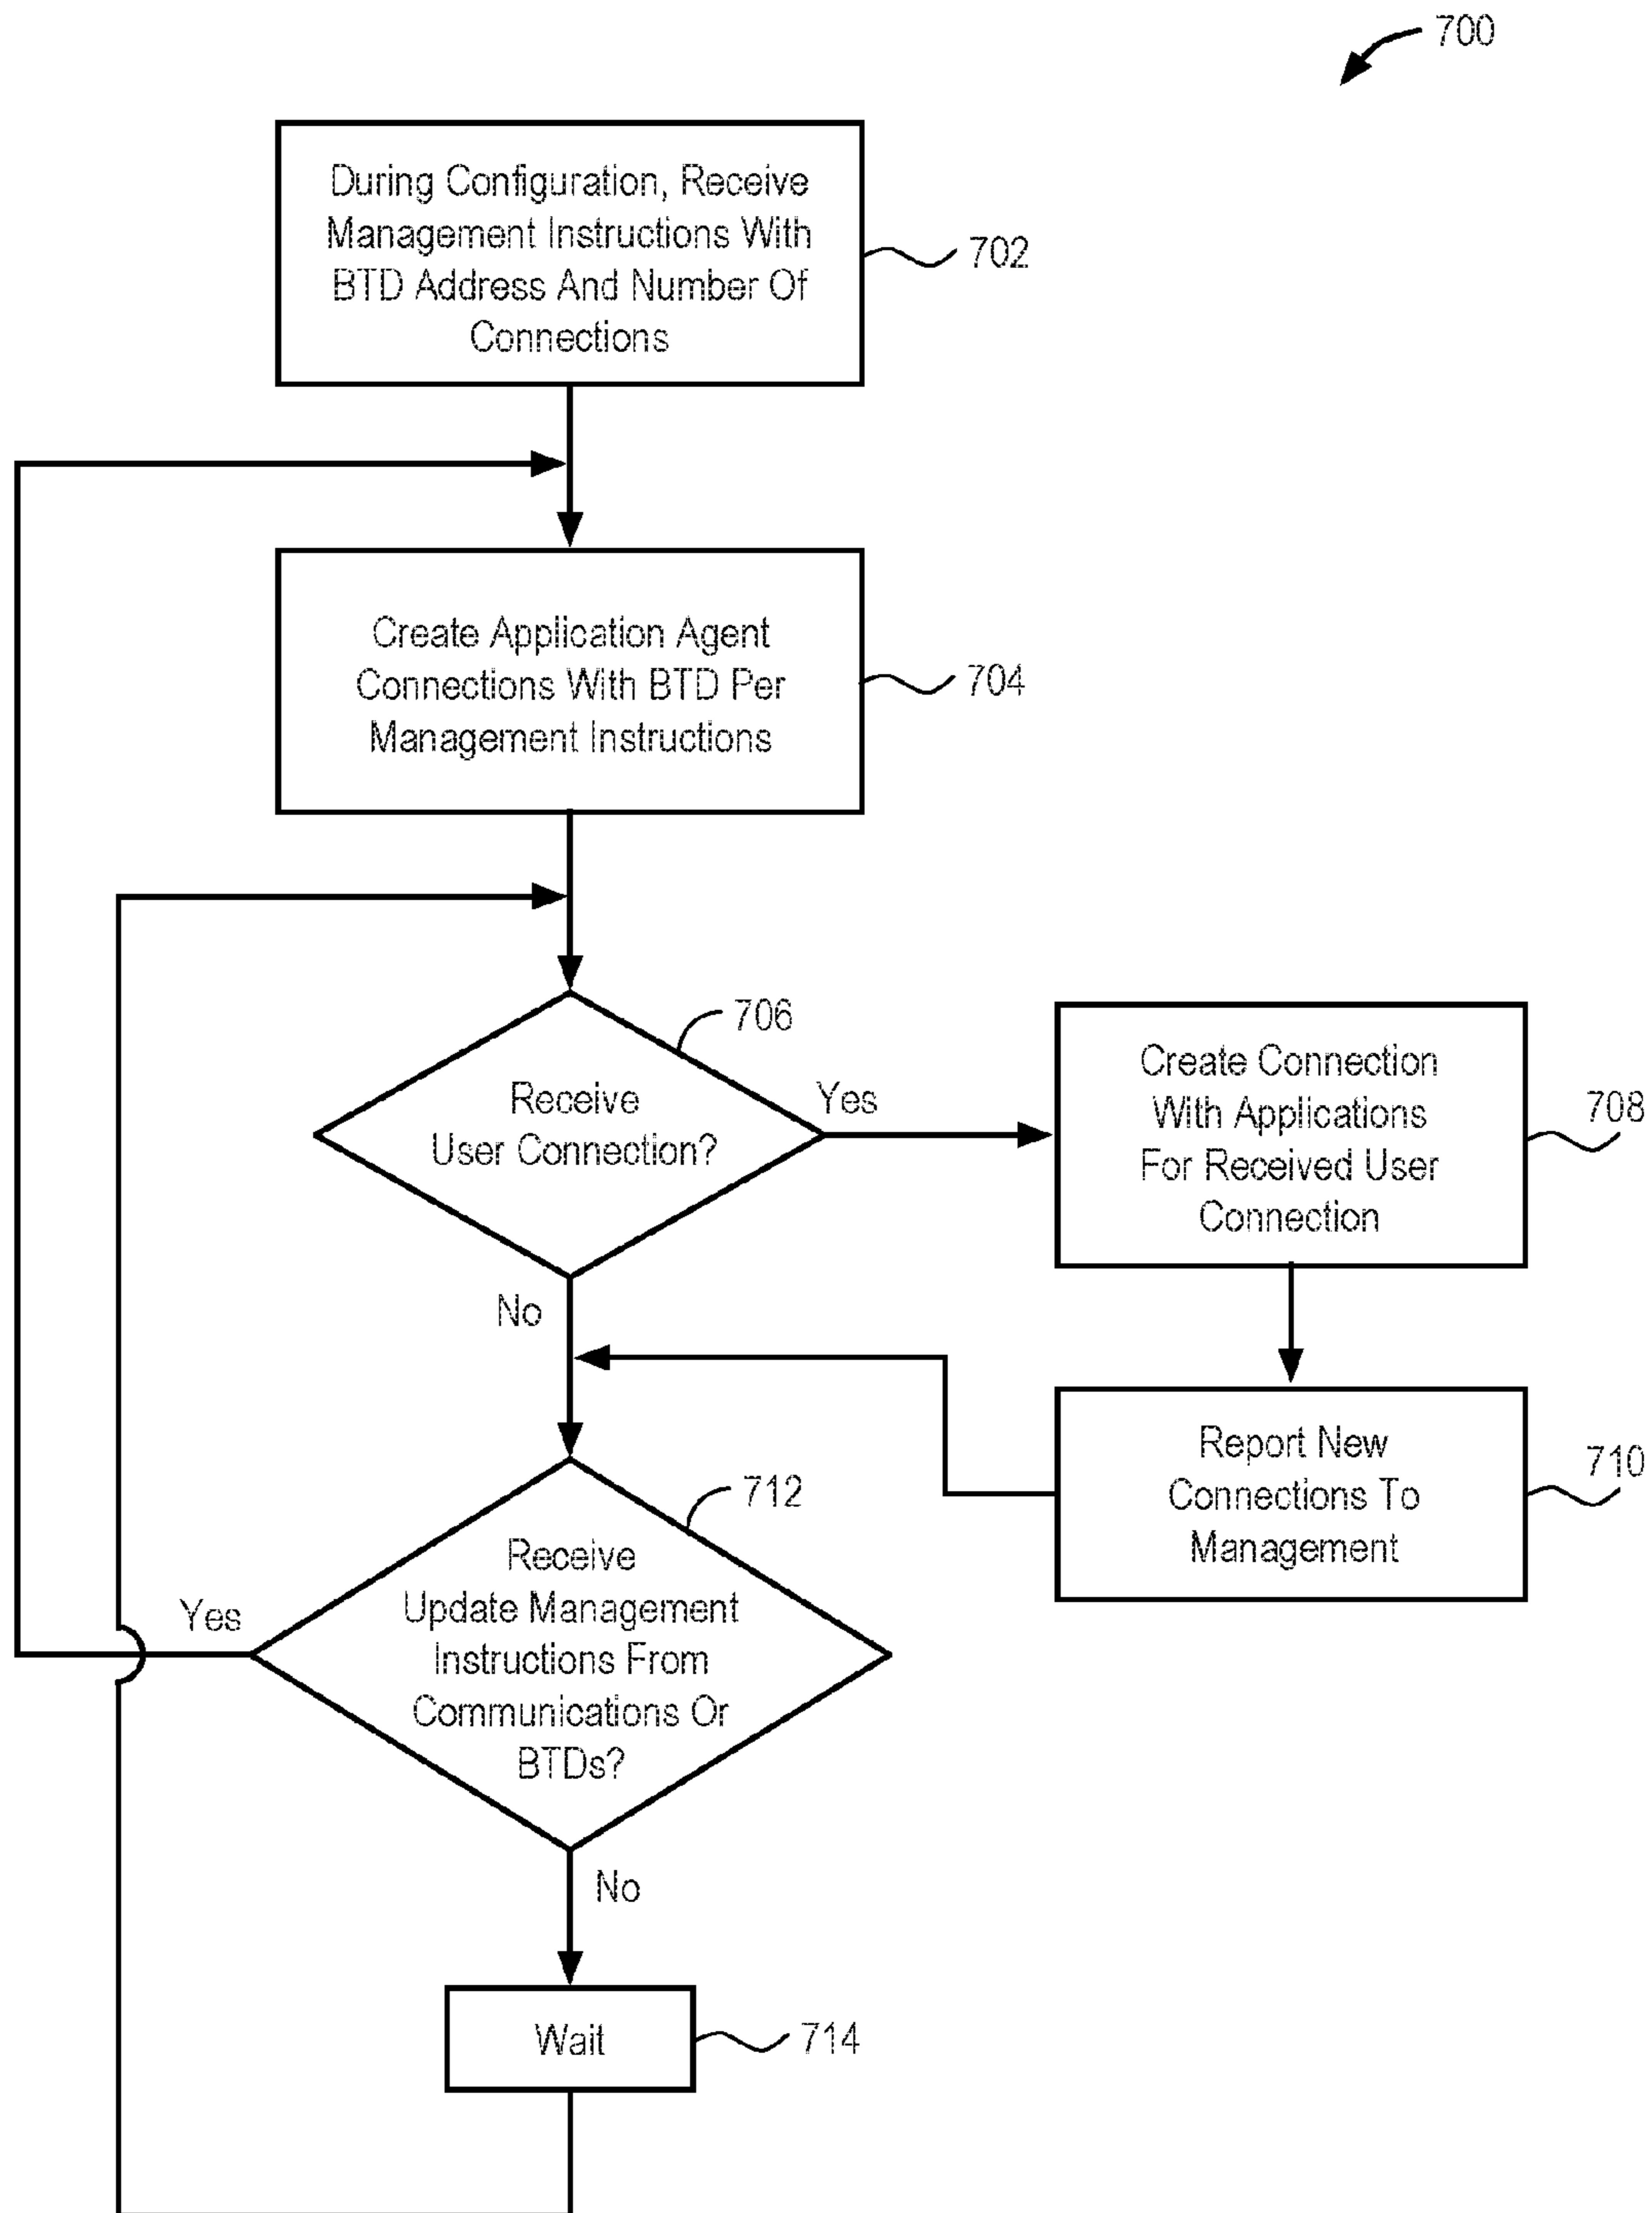 700
During Configuration, Receive
Management Instructions With
BTD Address And Number Of
Connections
702
Create Application Agent
Connections With BTD Per
Management Instructions
704
706
Receive
User Connection?
Yes
No
Create Connection
With Applications
For Received User
Connection
708
Report New
Connections To
Management
710
712
Receive
Update Management
Instructions From
Communications Or
BTDs?
Yes
No
Wait
714